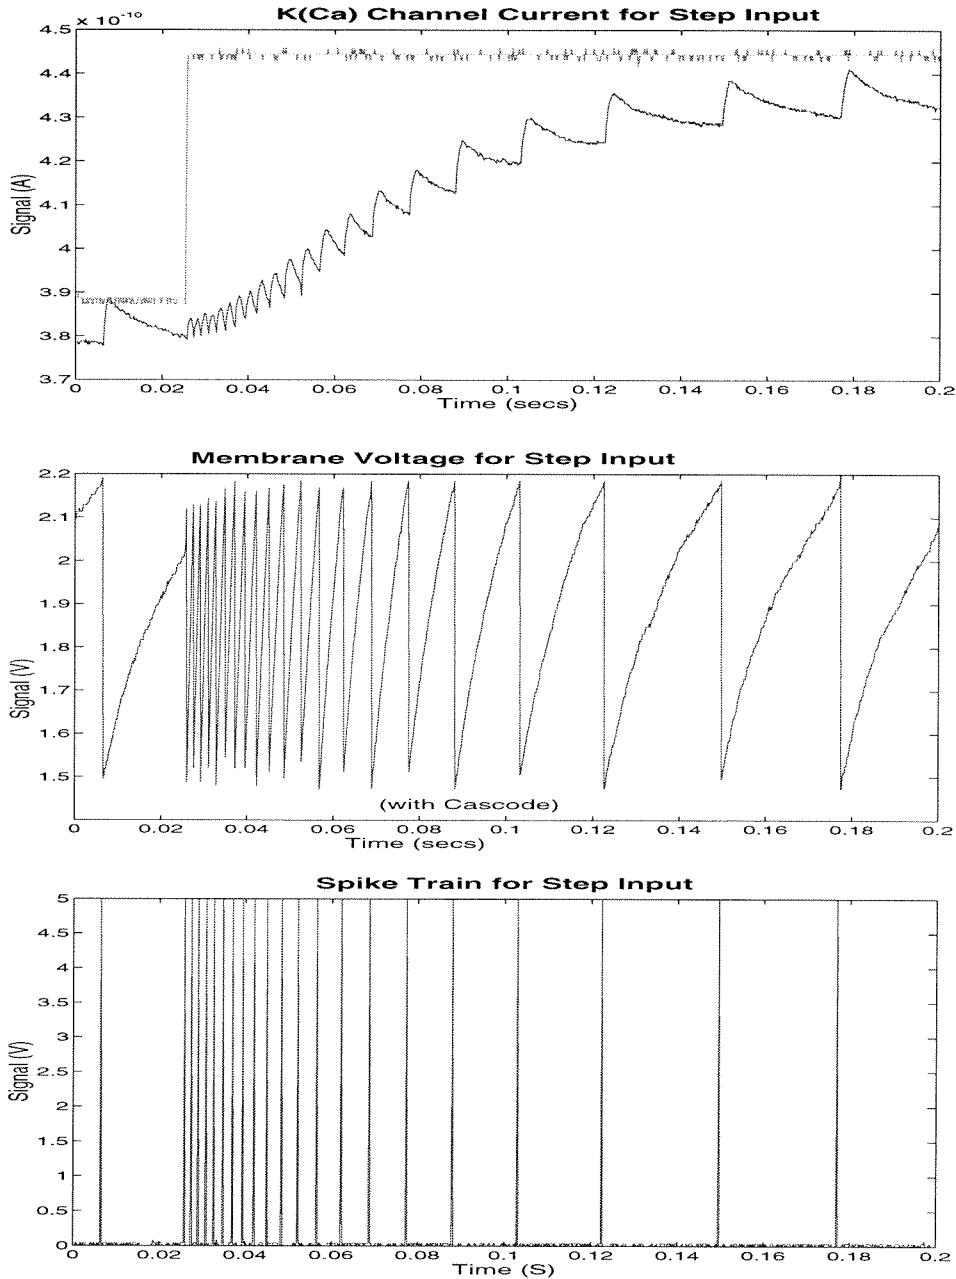 K(Ca) Channel Current for Step Input
x 10⁻¹⁰
4.5
4.4
4.3
4.2
4.1
4
3.9
3.8
3.7
Signal (A)
0 0.02 0.04 0.06 0.08 0.1 0.12 0.14 0.16 0.18 0.2
Time (secs)
Membrane Voltage for Step Input
2.2
2.1
2
1.9
1.8
1.7
1.6
1.5
Signal (V)
(with Cascode)
0 0.02 0.04 0.06 0.08 0.1 0.12 0.14 0.16 0.18 0.2
Time (secs)
Spike Train for Step Input
5
4.5
4
3.5
3
2.5
2
1.5
1
0.5
0
Signal (V)
0 0.02 0.04 0.06 0.08 0.1 0.12 0.14 0.16 0.18 0.2
Time (S)